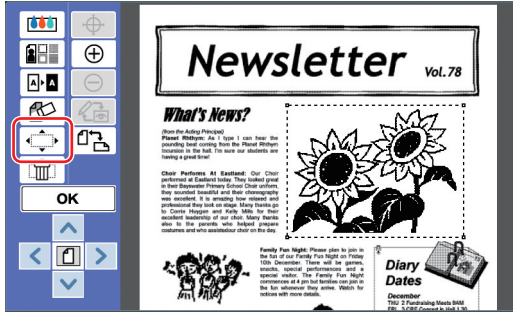 Newsletter Vol. 78
What's News?
(from the Acting Principal)
Planet Rhthym: As I type I can hear the
pounding beat coming from the Planet Rhthym
Incursion in the hall. I'm sure our students are
having a great time!
Choir Performs At Eastland: Our Choir
performed at Eastland today. They looked great
in their Bayswater Primary School Choir uniform,
they sounded beautiful and their choreography
was excellent. It is amazing how relaxed and
professional they look on stage. Many thanks go
to Corrie Huygen and Kelly Mills for their
excellent leadership of our choir. Many thanks
also to the parents who helped prepare
costumes and who assistedour choir on the day.
Family Fun Night: Please plan to join in
the fun of our Family Fun Night on Friday
10th December. There will be games,
snacks, special performances and a
special visitor. The Family Fun Night
commences at 4 pm but families can join in
the fun whenever they arrive. Watch for
notices with more details.
Diary
Dates
December
THU 2 Fundraising Meets 9AM
A A
OK